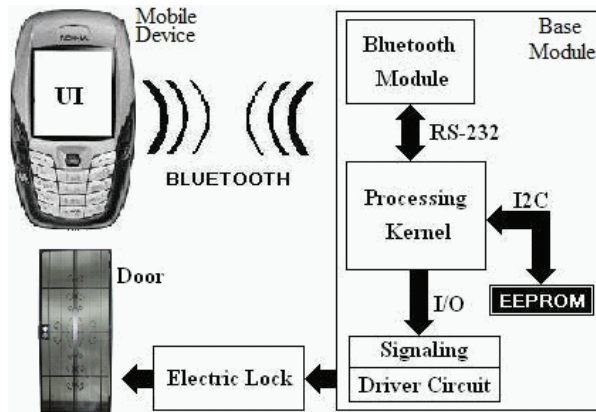 Mobile
Device
NOKIA
UI
BLUETOOTH
Base
Module
Bluetooth
Module
RS-232
Processing
Kernel
I2C
EEPROM
I/O
Signaling
Driver Circuit
Electric Lock
Door